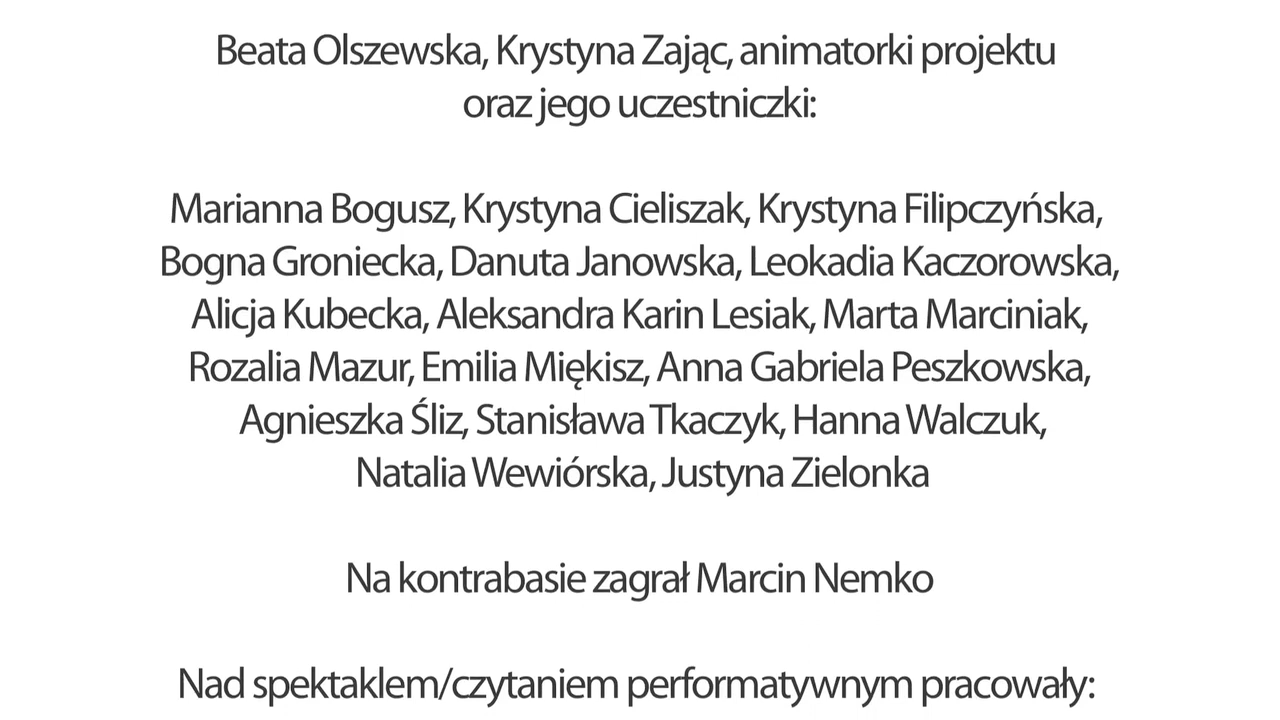 Beata Olszewska, Krystyna Zając, animatorki projektu
oraz jego uczestniczki:
Marianna Bogusz, Krystyna Cieliszak, Krystyna Filipczyńska,
Bogna Groniecka, Danuta Janowska, Leokadia Kaczorowska,
Alicja Kubecka, Aleksandra Karin Lesiak, Marta Marciniak,
Rozalia Mazur, Emilia Miękisz, Anna Gabriela Peszkowska,
Agnieszka Śliz, Stanisława Tkaczyk, Hanna Walczuk,
Natalia Wewiórska, Justyna Zielonka
Na kontrabasie zagrał Marcin Nemko
Nad spektaklem/czytaniem performatywnym pracowały: